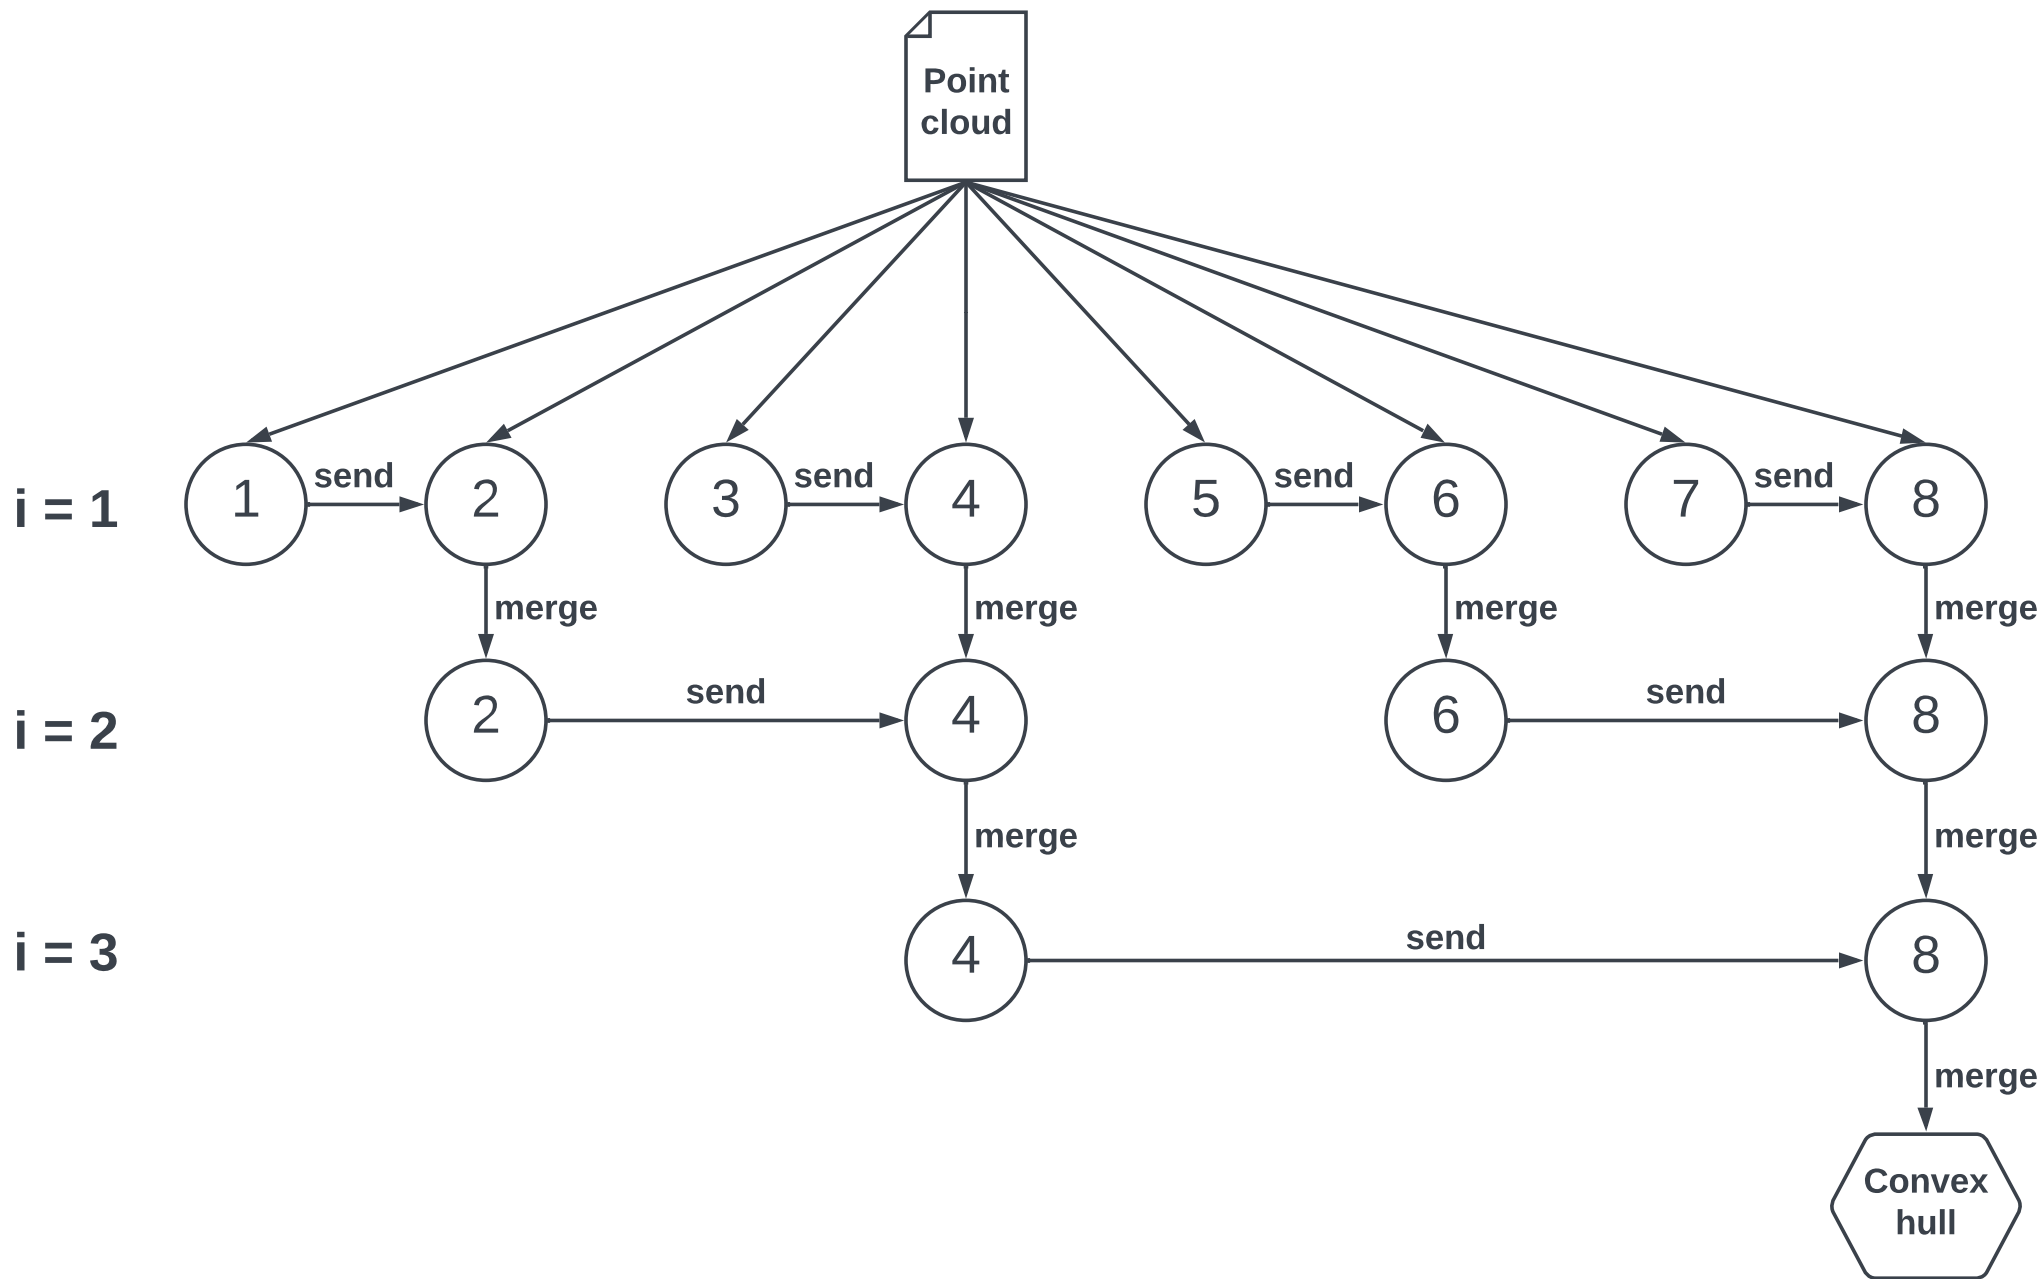 Point
cloud
send
send
send
send
i = 1
1
2
3
4
5
6
7
8
merge
merge
merge
merge
send
send
i = 2
2
4
6
8
merge
merge
send
i = 3
4
8
merge
Convex
hull